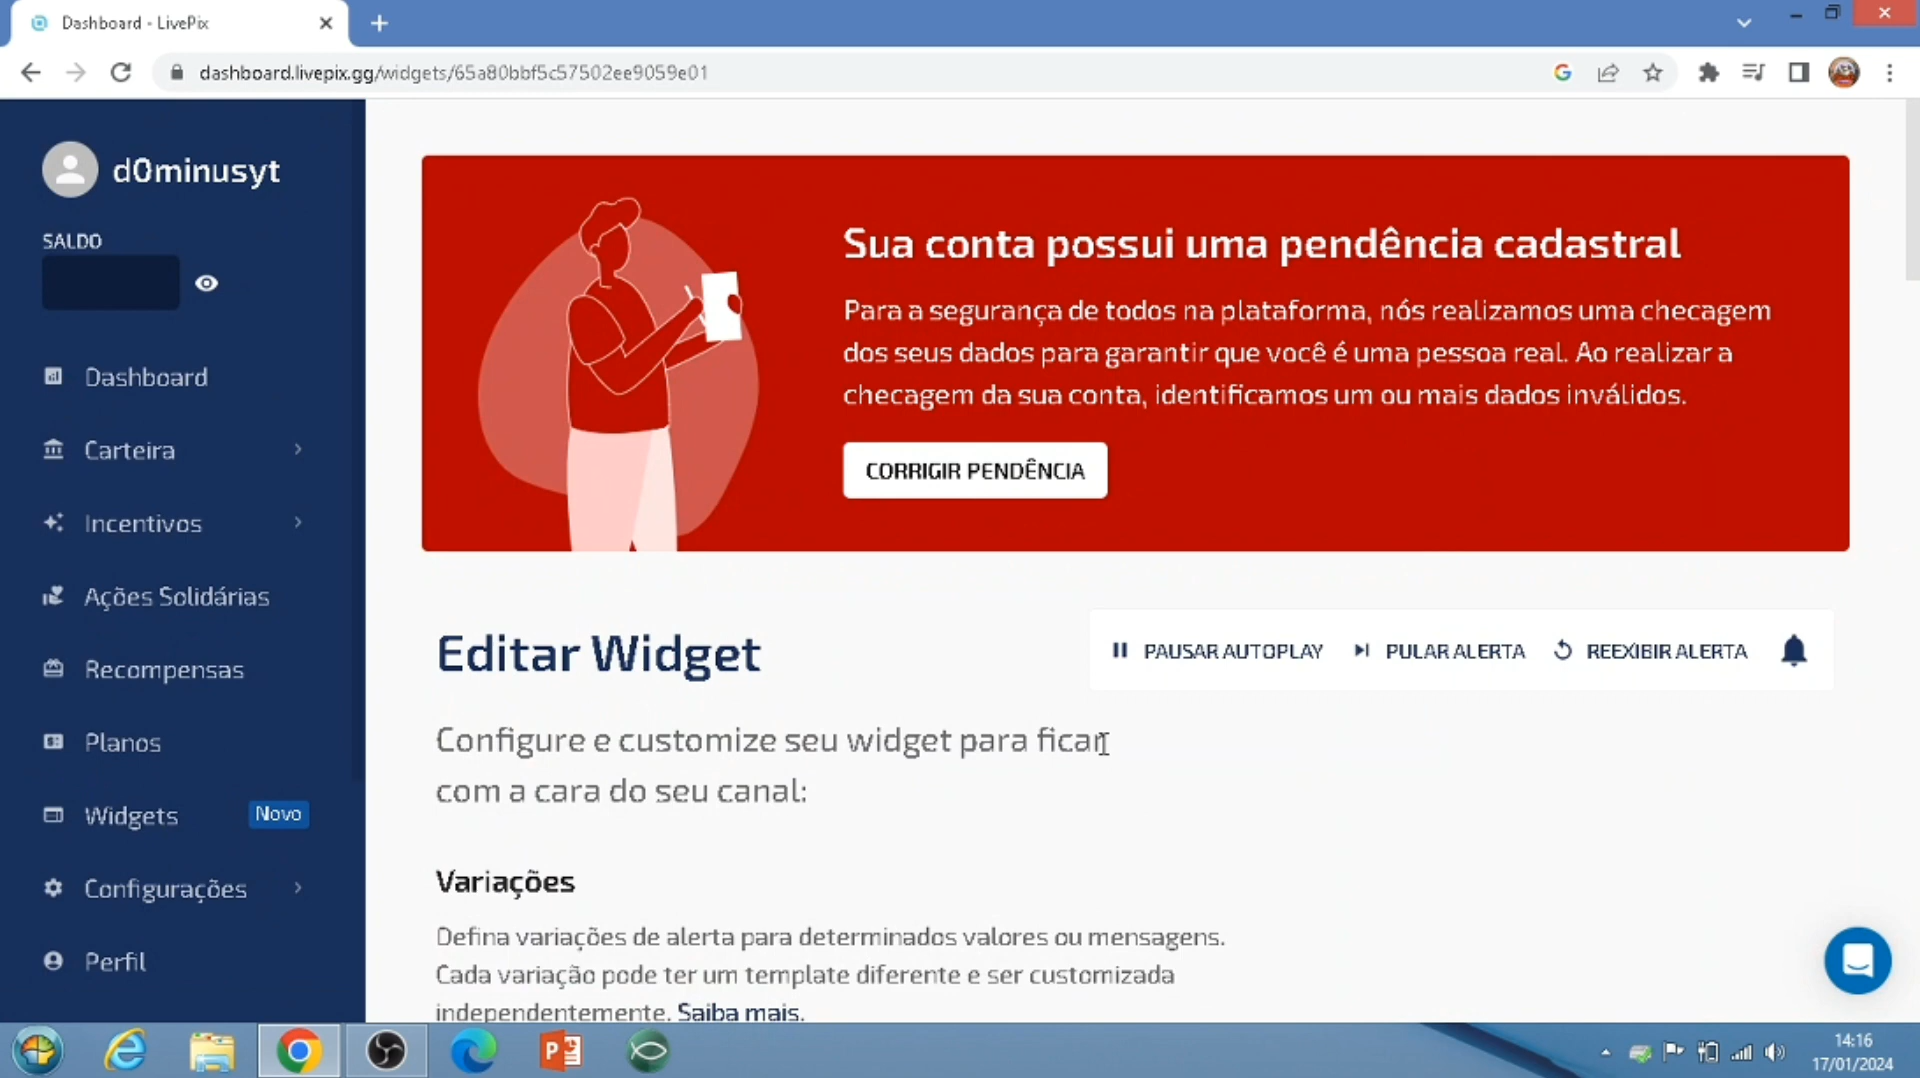 Dashboard - LivePix
dashboard.livepix.gg/widgets/65a80bbf5c57502ee9059e01
d0minusyt
SALDO
Dashboard
Carteira
Incentivos
Ações Solidárias
Recompensas
Planos
Widgets
Novo
Configurações
Perfil
Sua conta possui uma pendência cadastral
Para a segurança de todos na plataforma, nós realizamos uma checagem
dos seus dados para garantir que você é uma pessoa real. Ao realizar a
checagem da sua conta, identificamos um ou mais dados inválidos.
CORRIGIR PENDÊNCIA
Editar Widget
PAUSAR AUTOPLAY
PULAR ALERTA
REEXIBIR ALERTA
Configure e customize seu widget para ficar
com a cara do seu canal:
Variações
Defina variações de alerta para determinados valores ou mensagens.
Cada variação pode ter um template diferente e ser customizada
independentemente. Saiba mais.
14:16
17/01/2024